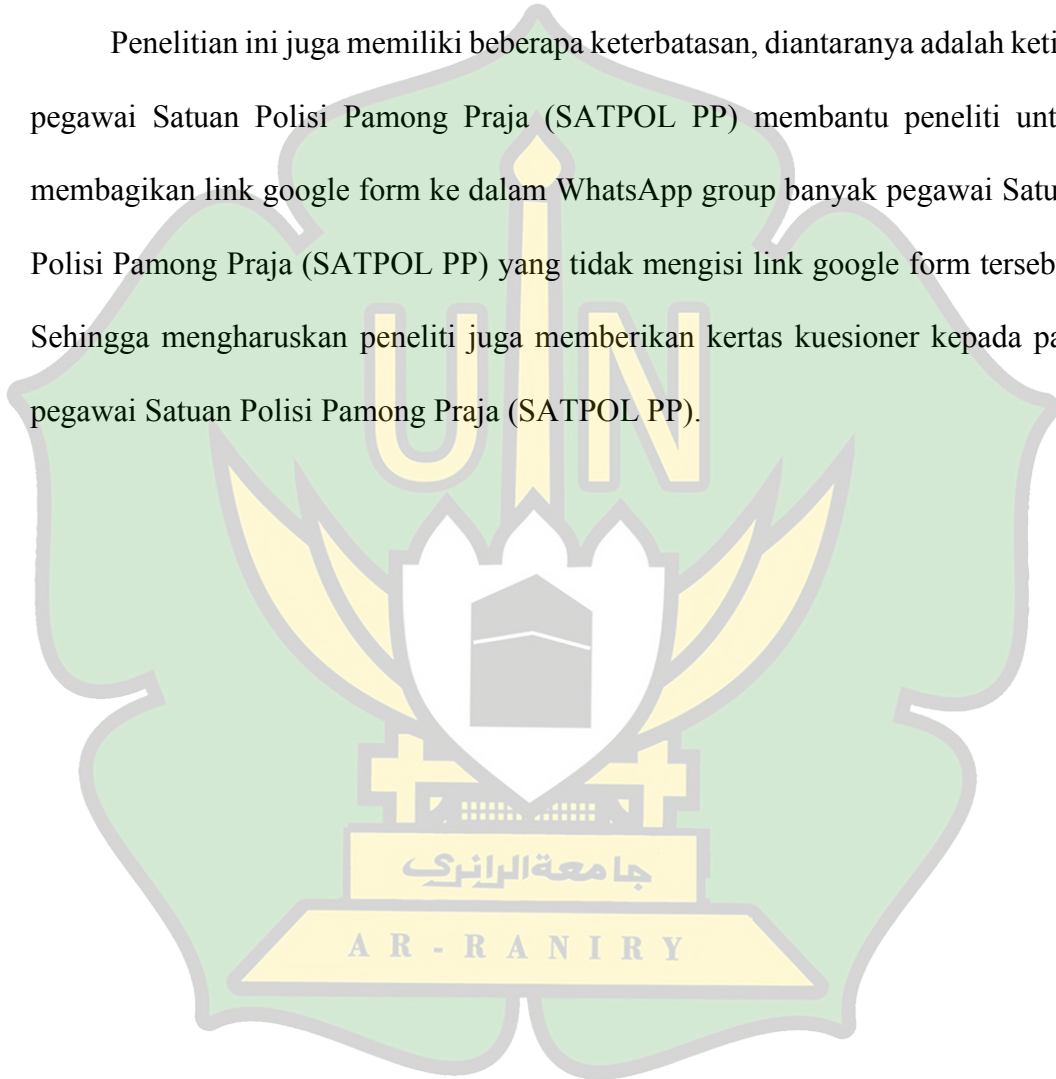 Penelitian ini juga memiliki beberapa keterbatasan, diantaranya adalah keti
pegawai Satuan Polisi Pamong Praja (SATPOL PP) membantu peneliti unt
membagikan link google form ke dalam WhatsApp group banyak pegawai Satu
Polisi Pamong Praja (SATPOL PP) yang tidak mengisi link google form terseb
Sehingga mengharuskan peneliti juga memberikan kertas kuesioner kepada pa
pegawai Satuan Polisi Pamong Praja (SATPOL PP).
UIN
جامعة الرانري
AR-RANIRY